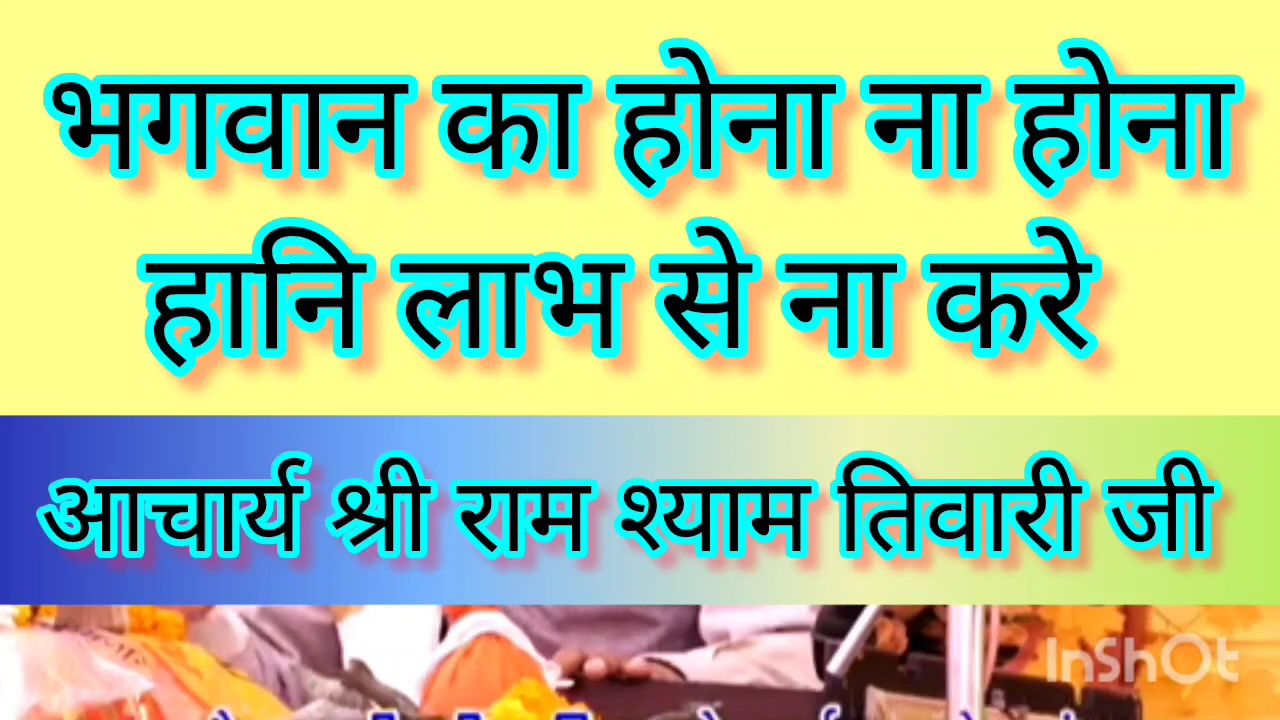 भगवान का होना ना होना
हानि लाभ से ना करे
आचार्य श्री राम श्याम तिवारी जी
InShOt